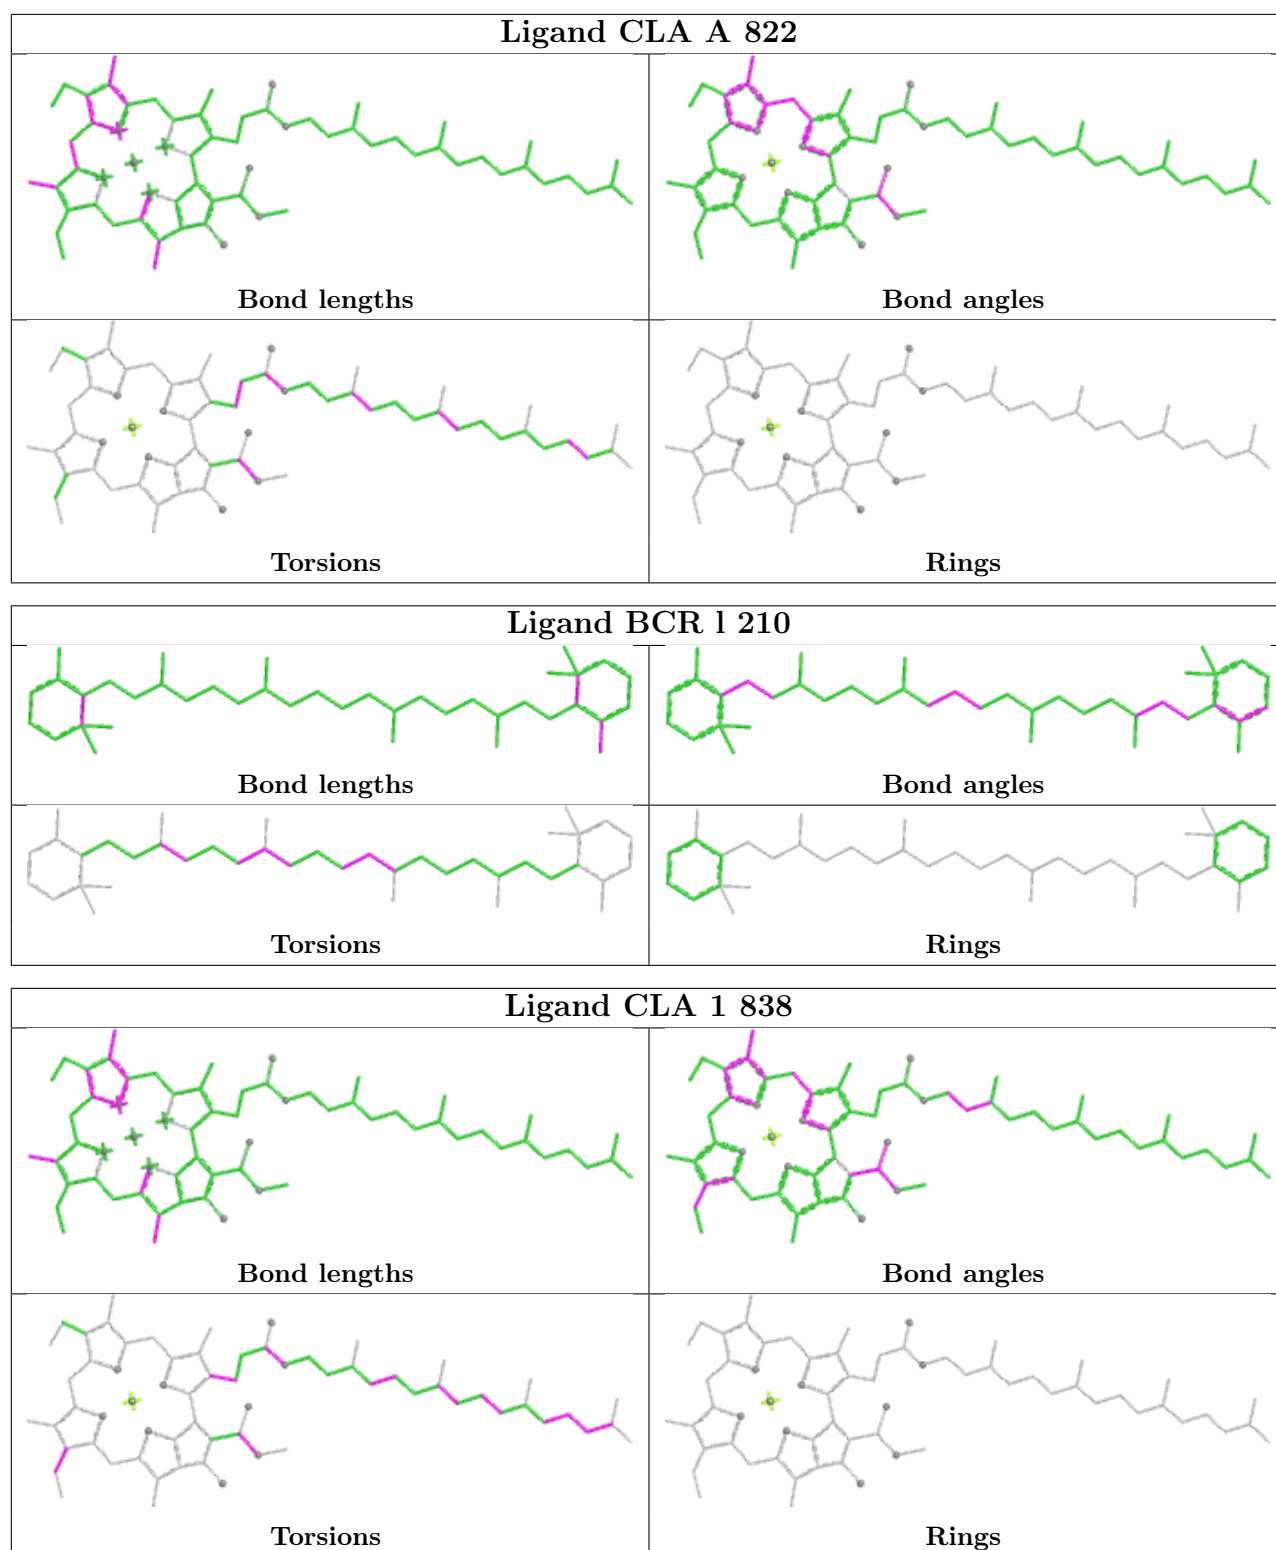 Ligand CLA A 822
Bond lengths
Bond angles
Torsions
Rings
Ligand BCR l 210
Bond lengths
Bond angles
Torsions
Rings
Ligand CLA 1 838
Bond lengths
Bond angles
Torsions
Rings